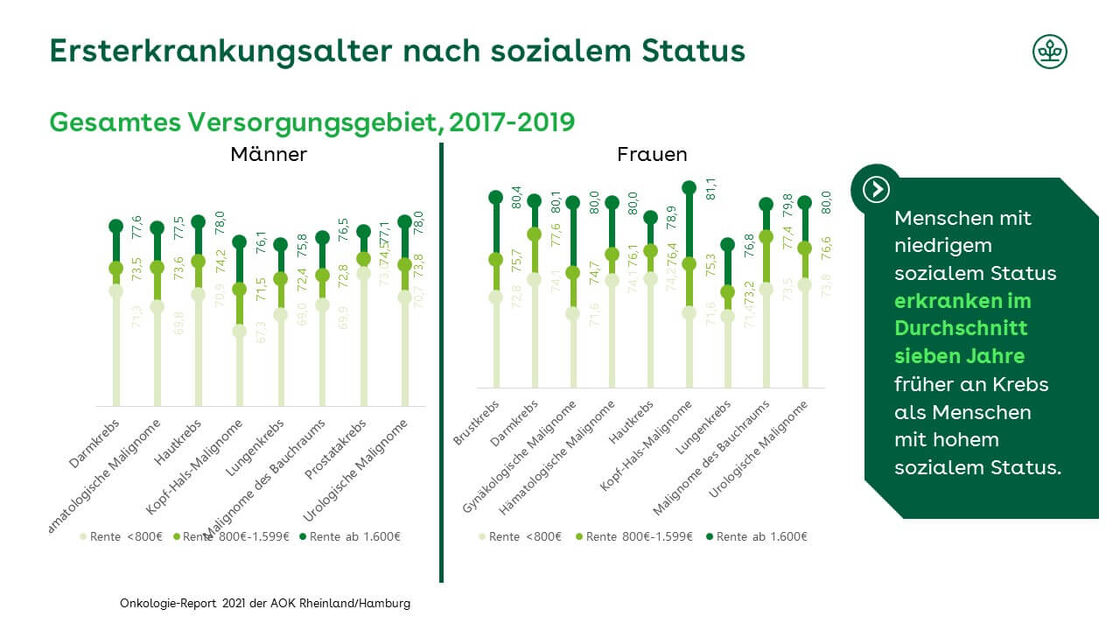 Ersterkrankungsalter nach sozialem Status
Gesamtes Versorgungsgebiet, 2017-2019
Männer
77,6
77,5
78,0
76,1
75,8
76,5
77,1
78,0
73,5
73,6
74,2
71,5
72,4
72,8
74,5
73,8
71,3
69,8
70,9
67,3
69,0
69,9
70,7
Darmkrebs
amatologische Malignome
Hautkrebs
Kopf-Hals-Malignome
Lungenkrebs
Malignome des Bauchraums
Prostatakrebs
Urologische Malignome
Rente <800€ Rente 800€-1.599€ Rente ab 1.600€
Frauen
80,4
80,1
80,0
80,0
78,9
81,1
76,8
79,8
80,0
75,7
77,6
74,7
76,1
76,4
75,3
73,2
77,4
76,6
72,8
74,1
71,6
74,1
74,2
71,6
71,4
73,5
73,8
Brustkrebs
Darmkrebs
Gynäkologische Malignome
Hämatologische Malignome
Hautkrebs
Kopf-Hals-Malignome
Lungenkrebs
Malignome des Bauchraums
Urologische Malignome
Rente <800€ Rente 800€-1.599€ Rente ab 1.600€
Menschen mit
niedrigem
sozialem Status
erkranken im
Durchschnitt
sieben Jahre
früher an Krebs
als Menschen
mit hohem
sozialem Status.
Onkologie-Report 2021 der AOK Rheinland/Hamburg